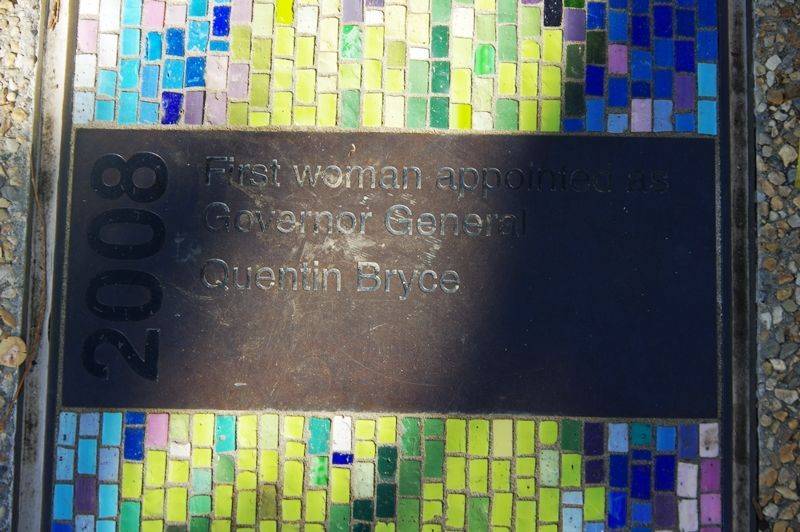 2008
First woman appointed as
Governor General
Quentin Bryce